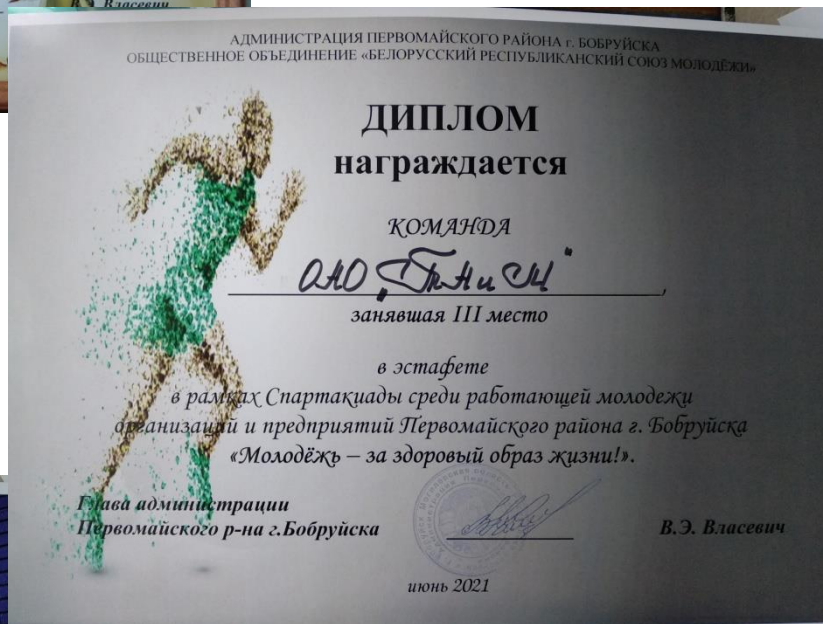 В.Э. Власевич
АДМИНИСТРАЦИЯ ПЕРВОМАЙСКОГО РАЙОНА г. БОБРУЙСКА
ОБЩЕСТВЕННОЕ ОБЪЕДИНЕНИЕ «БЕЛОРУССКИЙ РЕСПУБЛИКАНСКИЙ СОЮЗ МОЛОДЁЖИ»
ДИПЛОМ
награждается
КОМАНДА
ОАО
занявшая III место
в эстафете
в рамках Спартакиады среди работающей молодежи
организаций и предприятий Первомайского района г. Бобруйска
«Молодёжь – за здоровый образ жизни!».
Глава администрации
Первомайского р-на г.Бобруйска
В.Э. Власевич
июнь 2021